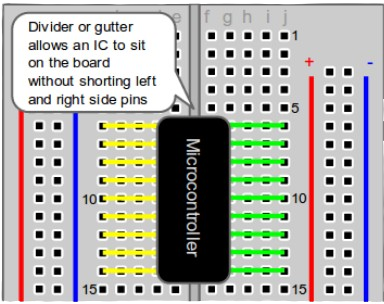 Divider or gutter
allows an IC to sit
on the board
without shorting left
and right side pins
e
f g h i j
1
+ -
5
Microcontroller
10 10
15 15